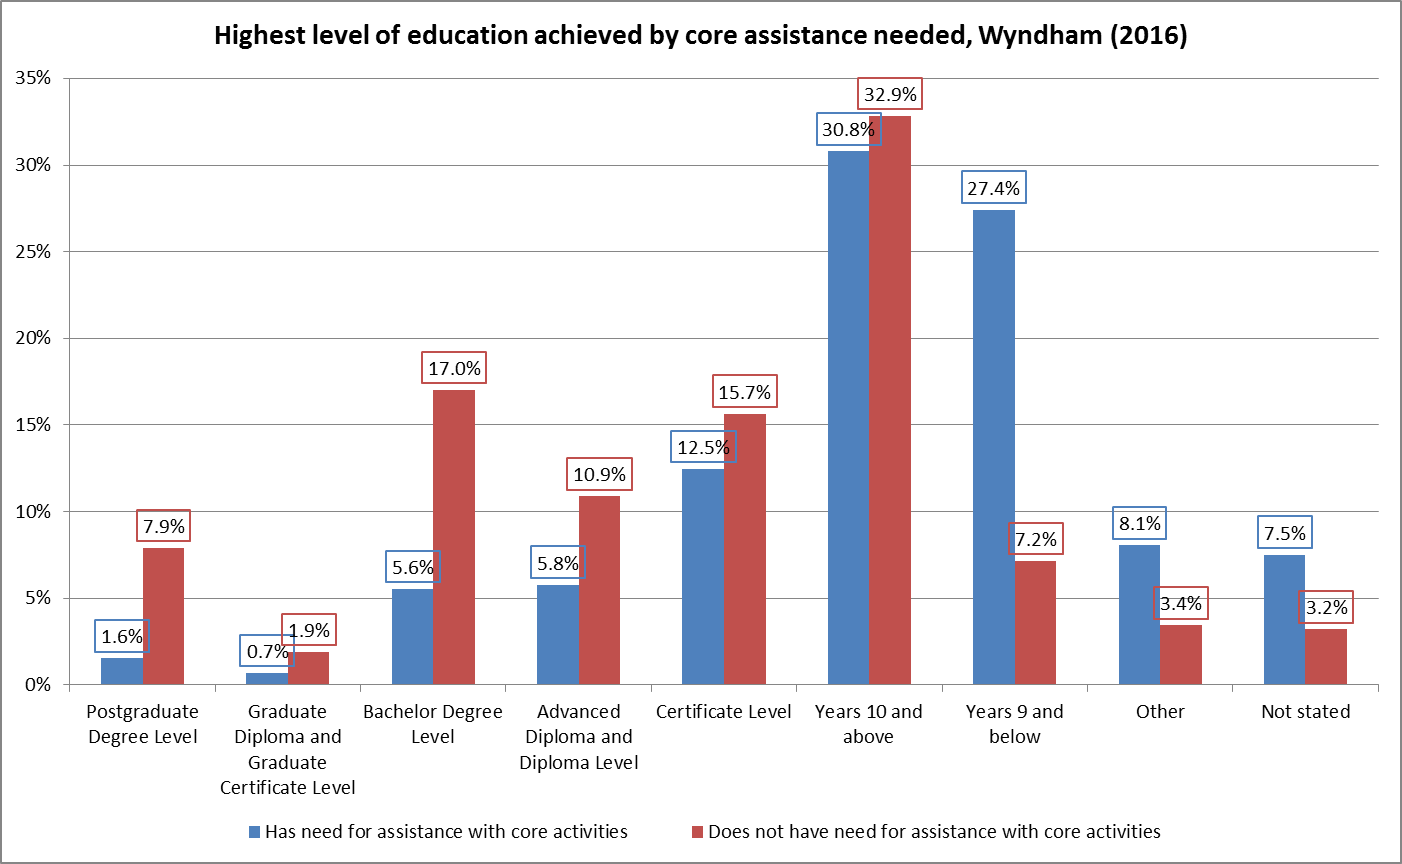 Highest level of education achieved by core assistance needed, Wyndham (2016)
35%
30%
25%
20%
15%
10%
5%
0%
1.6%
7.9%
0.7%
1.9%
5.6%
17.0%
5.8%
10.9%
12.5%
15.7%
30.8%
32.9%
27.4%
7.2%
8.1%
3.4%
7.5%
3.2%
Postgraduate
Degree Level
Graduate
Diploma and
Graduate
Certificate Level
Bachelor Degree
Level
Advanced
Diploma and
Diploma Level
Certificate Level
Years 10 and
above
Years 9 and
below
Other
Not stated
Has need for assistance with core activities
Does not have need for assistance with core activities